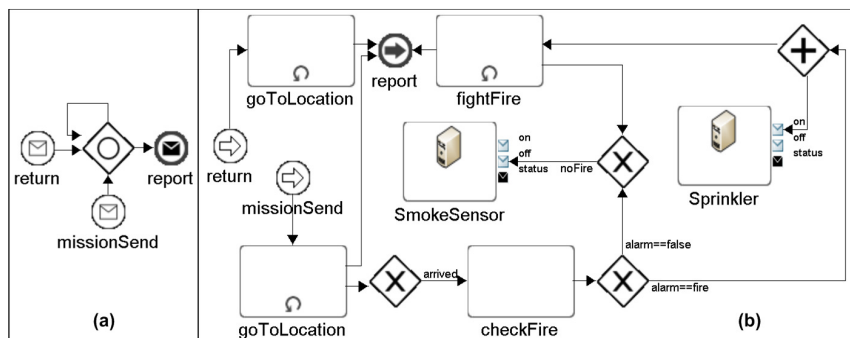 return
report
missionSend
(a)
goToLocation
report
fightFire
return
missionSend
on
off
status
SmokeSensor
noFire
on
off
status
Sprinkler
alarm==false
goToLocation
arrived
checkFire
alarm==fire
(b)